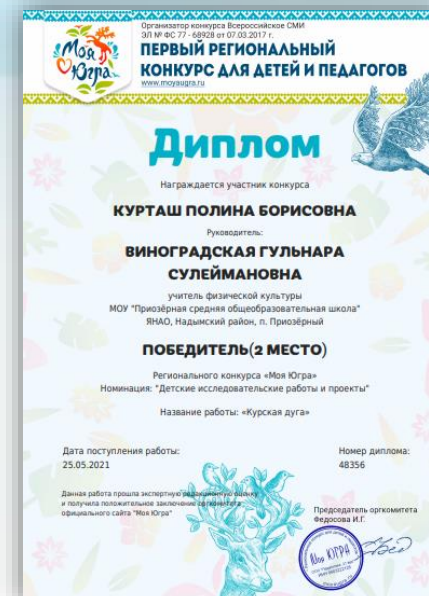 Моя
Югра
Организатор конкурса Всероссийское СМИ
ЭЛ № ФС 77 - 68928 от 07.03.2017 г.
ПЕРВЫЙ РЕГИОНАЛЬНЫЙ
КОНКУРС ДЛЯ ДЕТЕЙ И ПЕДАГОГОВ
www.moyaugra.ru
Диплом
Награждается участник конкурса
КУРТАШ ПОЛИНА БОРИСОВНА
Руководитель:
ВИНОГРАДСКАЯ ГУЛЬНАРА
СУЛЕЙМАНОВНА
учитель физической культуры
МОУ "Приозёрная средняя общеобразовательная школа"
ЯНАО, Надымский район, п. Приозёрный
ПОБЕДИТЕЛЬ(2 МЕСТО)
Регионального конкурса «Моя Югра»
Номинация: "Детские исследовательские работы и проекты"
Название работы: «Курская дуга»
Дата поступления работы:
25.05.2021
Номер диплома:
48356
Данная работа прошла экспертную редакционную оценку
и получила положительное заключение оргкомитета
официального сайта "Моя Югра"
Председатель оргкомитета
Федосова И.Г.
Моя ЮГРА